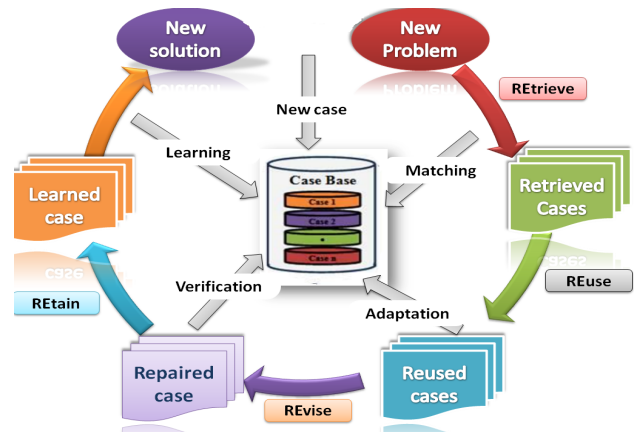 New
solution
New
Problem
REtrieve
New case
Learning
Matching
Case Base
Case 1
Case 2
Case n
Learned
case
Retrieved
Cases
REuse
Verification
REtain
Adaptation
Repaired
case
Reused
cases
REvise